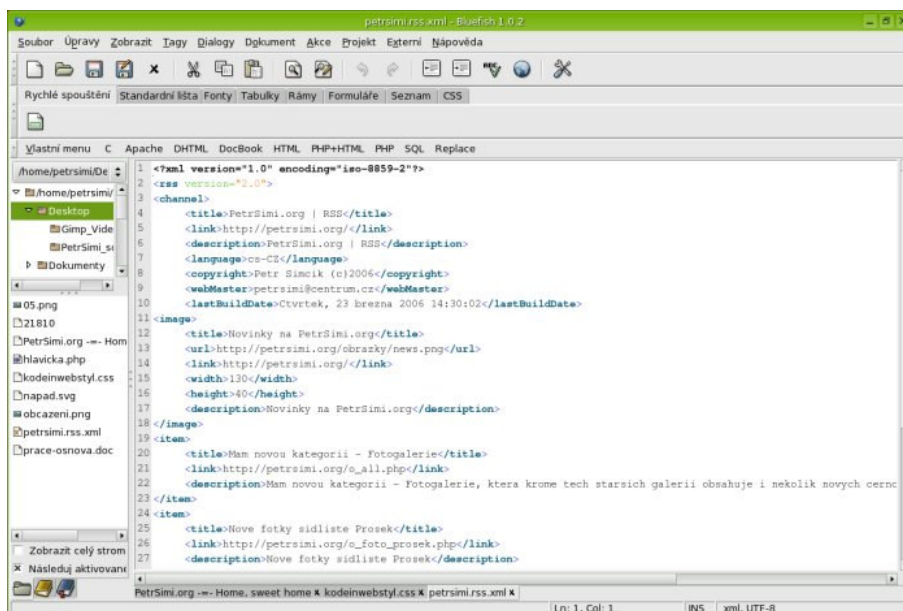 petrsimi.rss.xml - Bluefish 1.0.2
Soubor Úpravy Zobrazit Tagy Dialogy Dokument Akce Projekt Externí Nápověda
Rychlé spouštění Standardní lišta Fonty Tabulky Rámy Formuláře Seznam CSS
Vlastní menu C Apache DHTML DocBook HTML PHP+HTML PHP SQL Replace
/home/petrsimi/De
/home/petrsimi/
Desktop
Gimp_Vide
PetrSimi_s
Dokumenty
05.png
21810
PetrSimi.org -=- Hom
hlavicka.php
kodeinwebstyl.css
napad.svg
obcazeni.png
petrsimi.rss.xml
prace-osnova.doc
Zobrazit celý strom
Následuj aktivované
1 <?xml version="1.0" encoding="iso-8859-2"?>
2 <rss version="2.0">
3 <channel>
4 <title>PetrSimi.org | RSS</title>
5 <link>http://petrsimi.org/</link>
6 <description>PetrSimi.org | RSS</description>
7 <language>cs-CZ</language>
8 <copyright>Petr Simcik (c)2006</copyright>
9 <webMaster>petrsimi@centrum.cz</webMaster>
10 <lastBuildDate>Ctvrtek, 23 brezna 2006 14:30:02</lastBuildDate>
11 <image>
12 <title>Novinky na PetrSimi.org</title>
13 <url>http://petrsimi.org/obrazky/news.png</url>
14 <link>http://petrsimi.org/</link>
15 <width>130</width>
16 <height>40</height>
17 <description>Novinky na PetrSimi.org</description>
18 </image>
19 <item>
20 <title>Mam novou kategorii - Fotogalerie</title>
21 <link>http://petrsimi.org/o_all.php</link>
22 <description>Mam novou kategorii - Fotogalerie, ktera krome tech starsich galerii obsahuje i nekolik novych cerno
23 </item>
24 <item>
25 <title>Nove fotky sidliste Prosek</title>
26 <link>http://petrsimi.org/o_foto_prosek.php</link>
27 <description>Nove fotky sidliste Prosek</description>
PetrSimi.org -=- Home, sweet home x kodeinwebstyl.css x petrsimi.rss.xml x
Ln: 1, Col: 1 INS xml, UTF-8